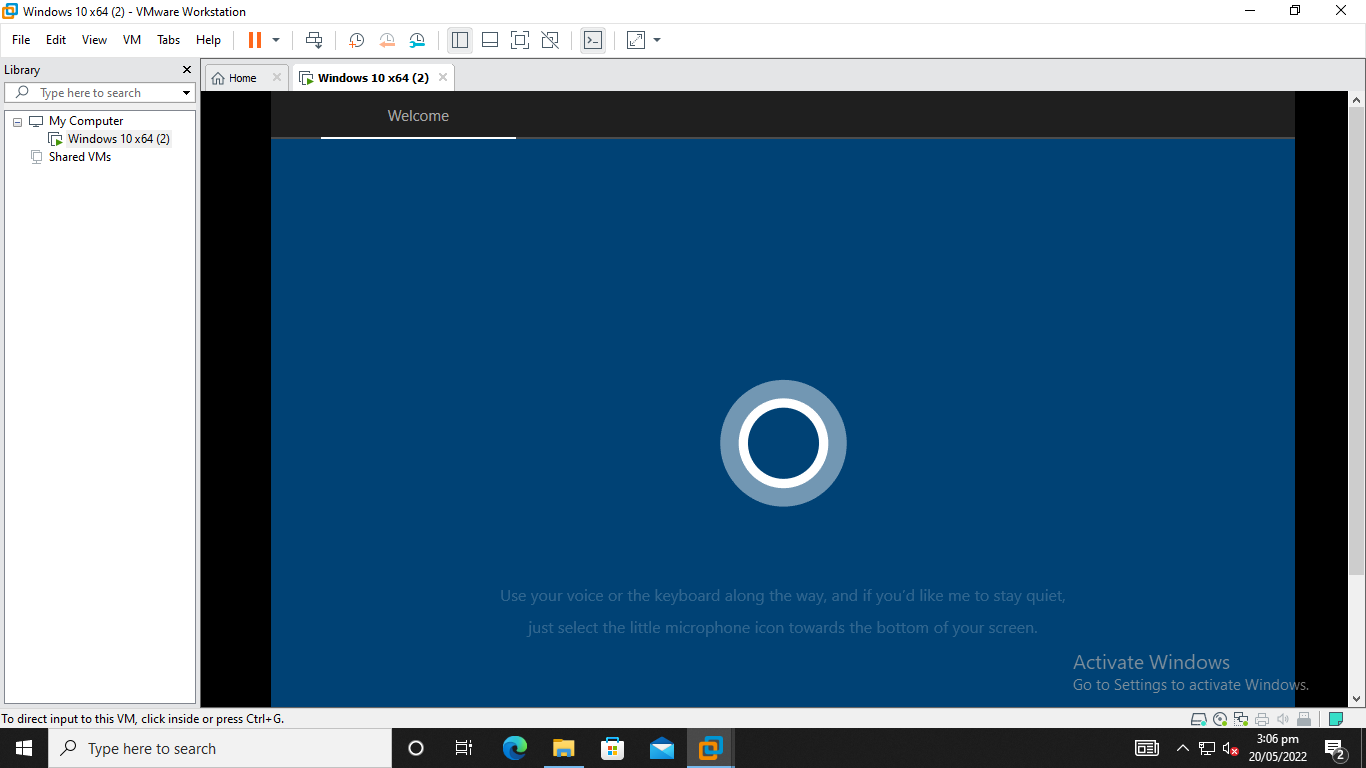 Windows 10 x64 (2) - VMware Workstation
File Edit View VM Tabs Help
Library
Home
Windows 10 x64 (2)
Type here to search
My Computer
Windows 10 x64 (2)
Shared VMs
Welcome
Use your voice or the keyboard along the way, and if you'd like me to stay quiet,
just select the little microphone icon towards the bottom of your screen.
Activate Windows
Go to Settings to activate Windows.
To direct input to this VM, click inside or press Ctrl+G.
Type here to search
3:06 pm
20/05/2022
2